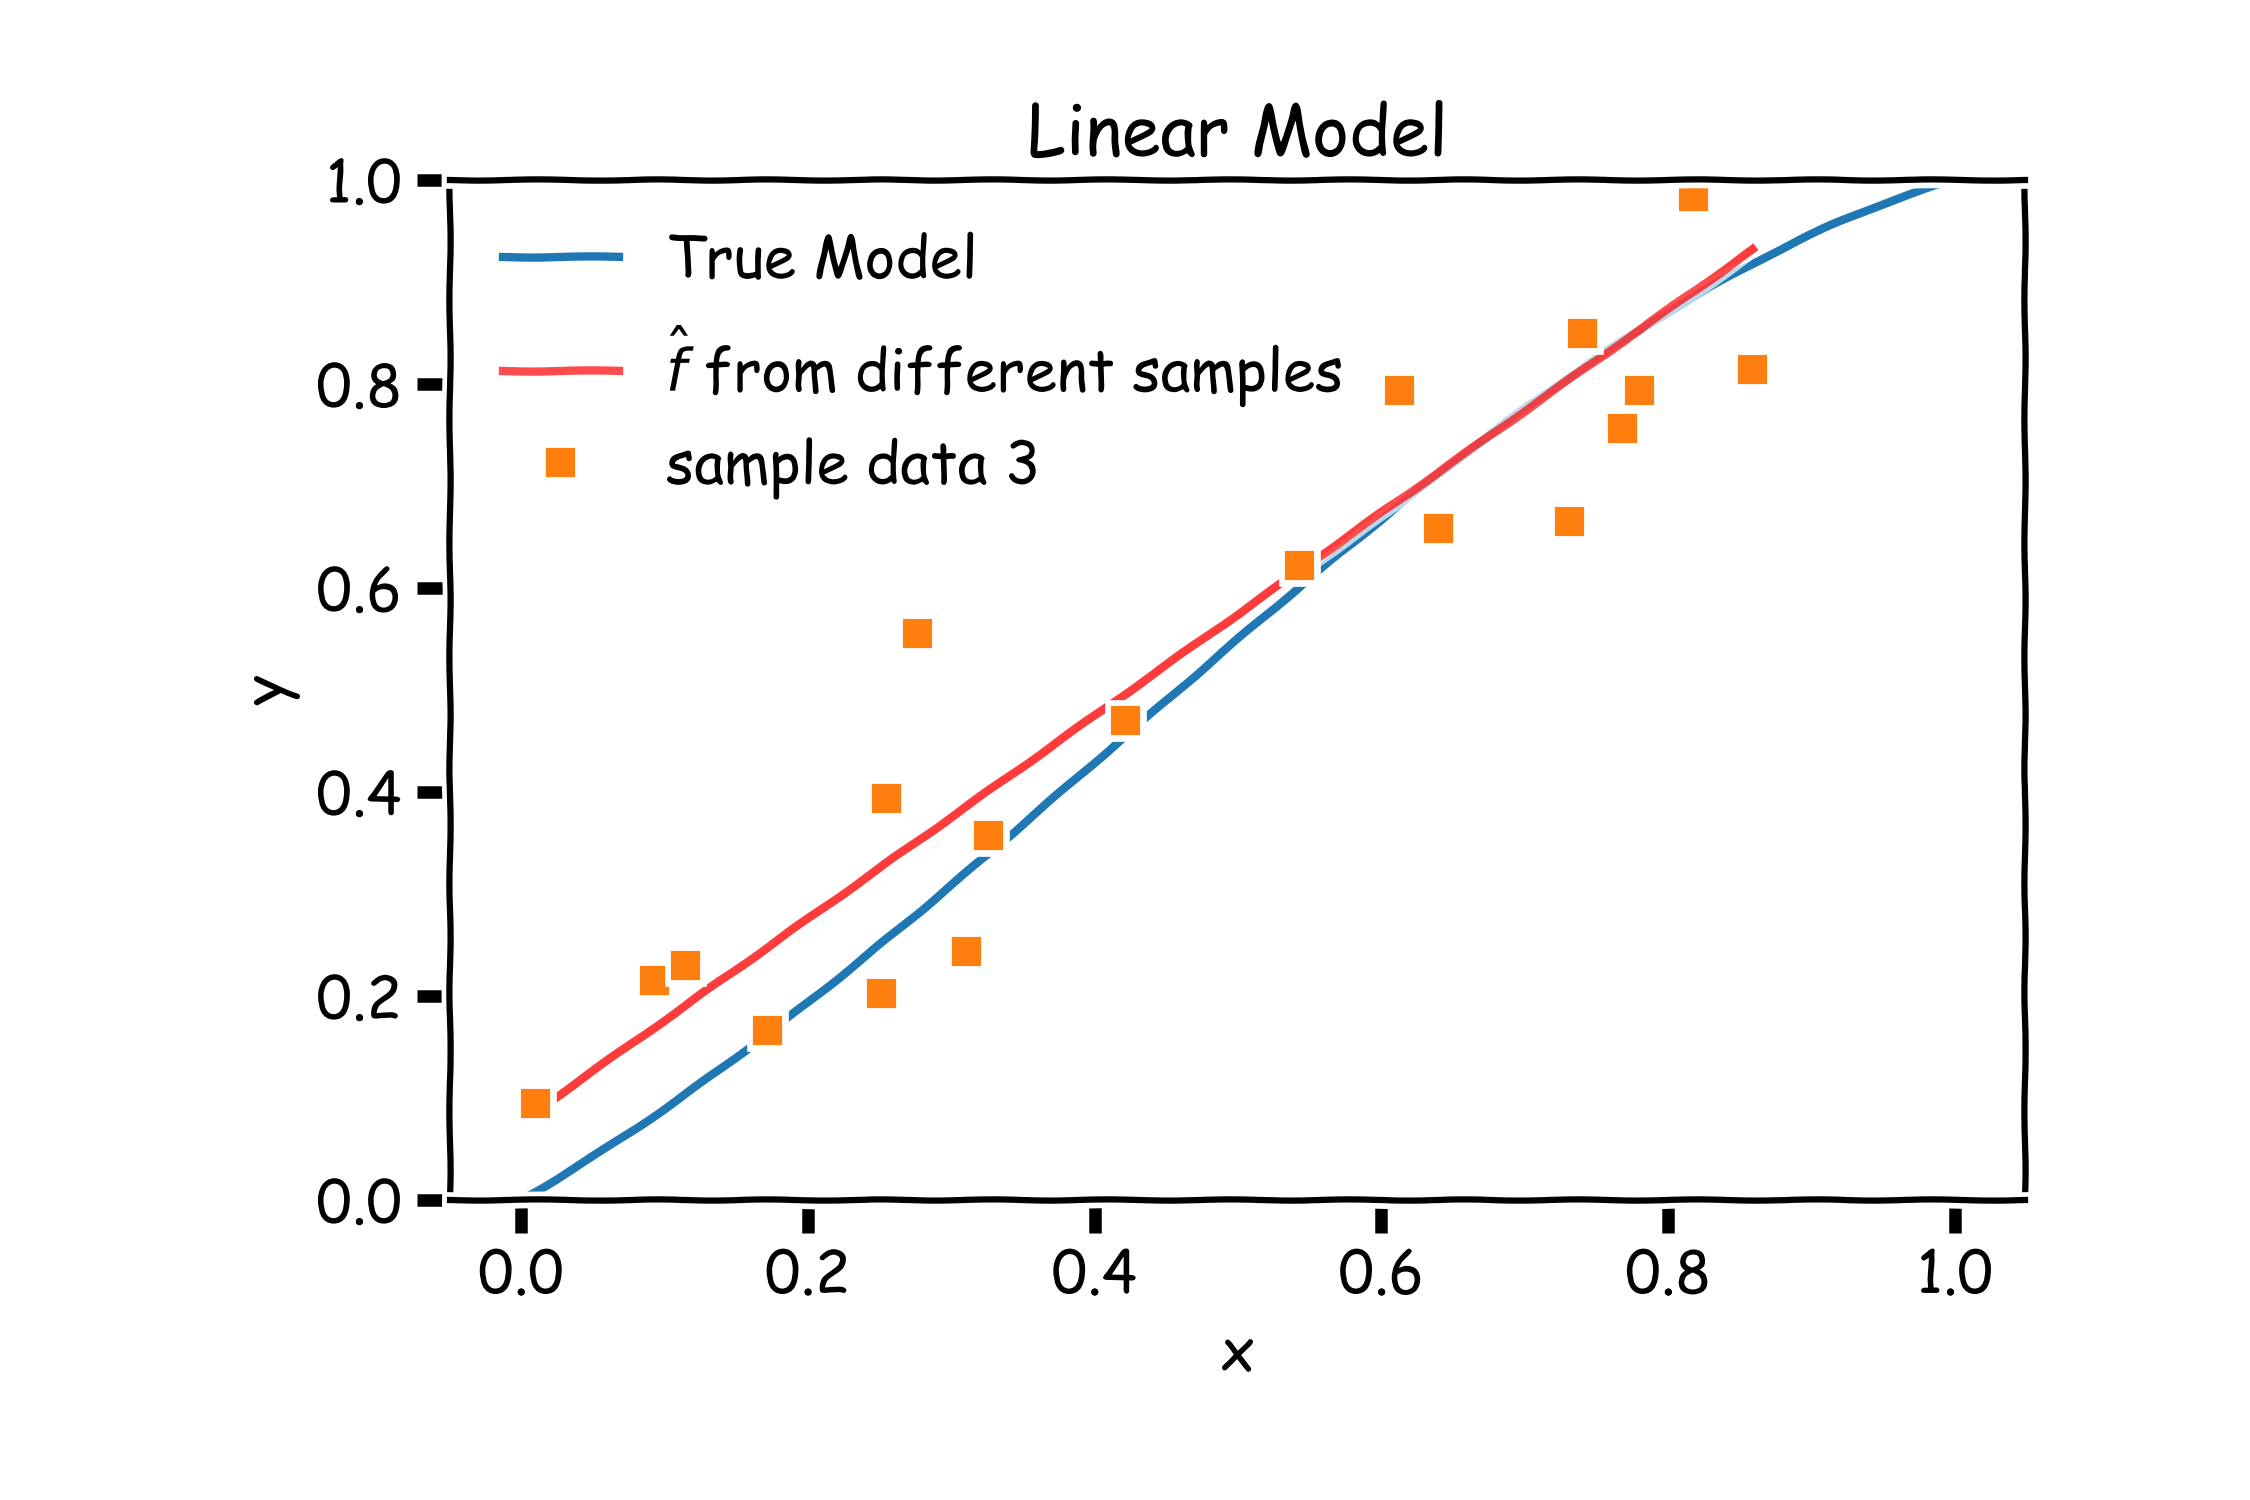 Linear Model
1.0
True Model
f̂ from different samples
0.8
sample data 3
0.6
y
0.4
0.2
0.0
0.0 0.2 0.4 0.6 0.8 1.0
x